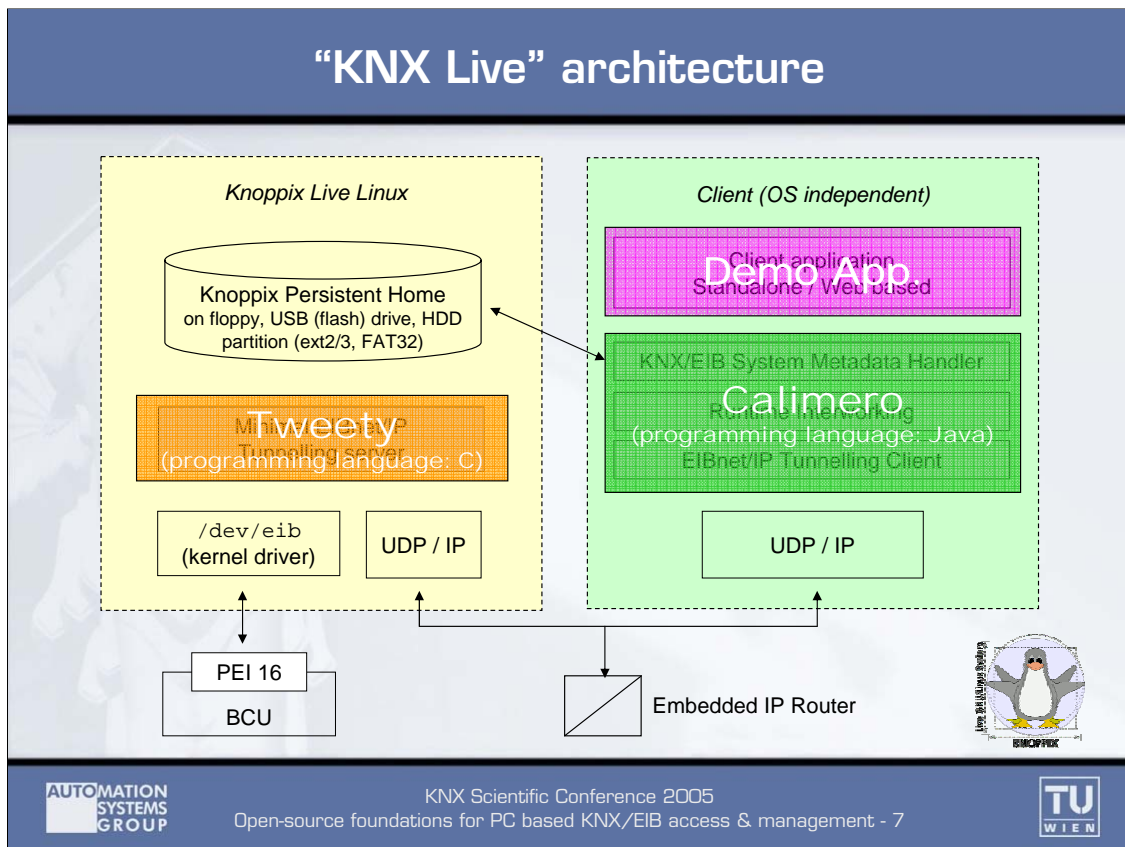 “KNX Live” architecture
Knoppix Live Linux
Knoppix Persistent Home
on floppy, USB (flash) drive, HDD
partition (ext2/3, FAT32)
Tweety
(programming language: C)
Tunnelling server
/dev/eib
(kernel driver)
UDP / IP
PEI 16
BCU
Client (OS independent)
Client application
Standalone / Web based
Demo App
KNX/EIB System Metadata Handler
Runtime Interworking
Calimero
(programming language: Java)
EIBnet/IP Tunnelling Client
UDP / IP
Embedded IP Router
AUTOMATION
SYSTEMS
GROUP
KNX Scientific Conference 2005
Open-source foundations for PC based KNX/EIB access & management - 7
TU
WIEN